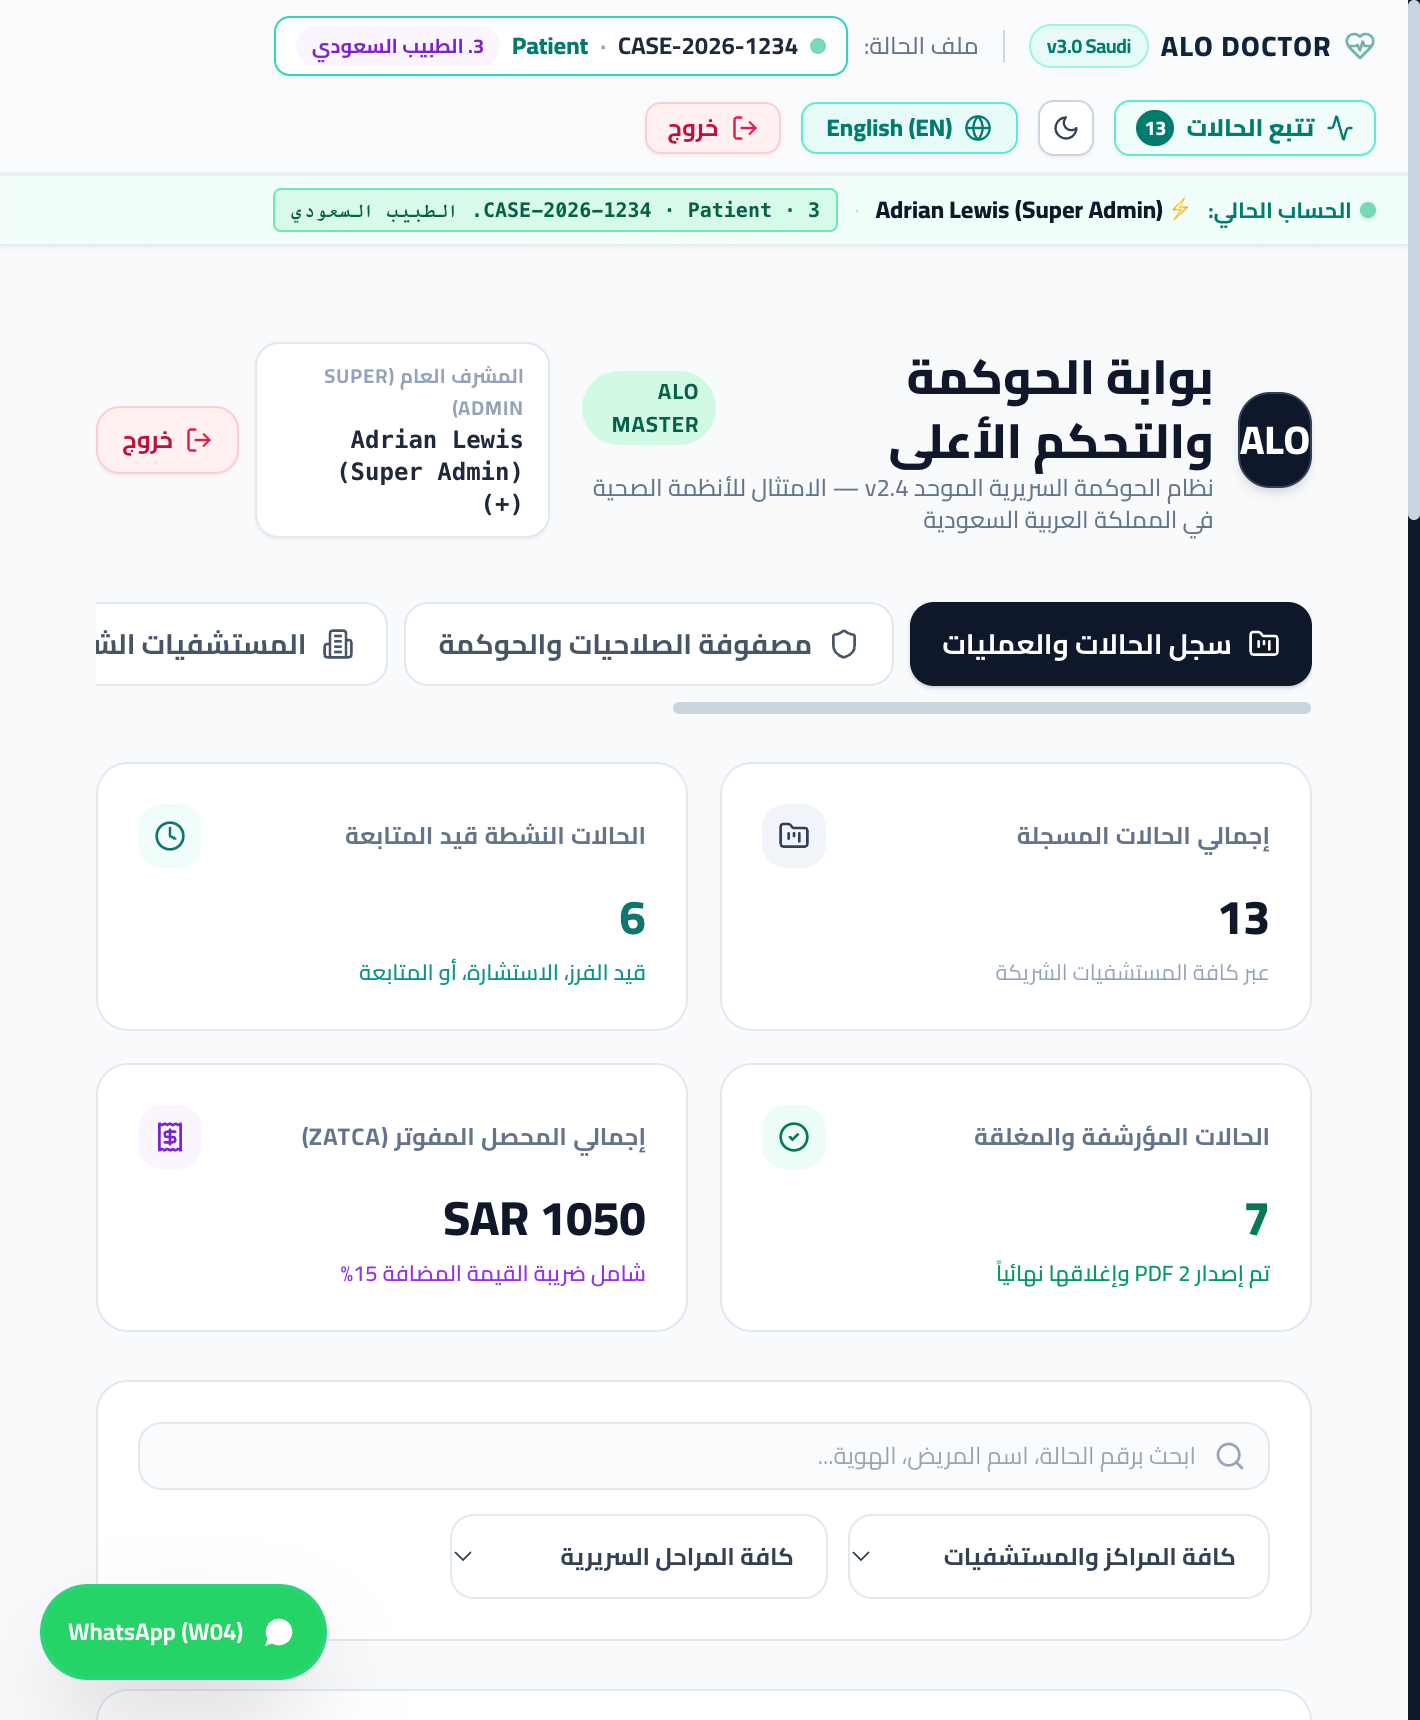 ALO DOCTOR
v3.0 Saudi
ملف الحالة:
CASE-2026-1234 · Patient
3. الطبيب السعودي
تتبع الحالات 13
English (EN)
خروج
الحساب الحالي: ⚡ Adrian Lewis (Super Admin)
CASE-2026-1234 · Patient · 3. الطبيب السعودي
ALO
بوابة الحوكمة
والتحكم الأعلى
ALO
MASTER
نظام الحوكمة السريرية الموحد v2.4 — الامتثال للأنظمة الصحية
في المملكة العربية السعودية
المشرف العام (SUPER
ADMIN)
Adrian Lewis
(Super Admin)
(+)
خروج
سجل الحالات والعمليات
مصفوفة الصلاحيات والحوكمة
المستشفيات
إجمالي الحالات المسجلة
13
عبر كافة المستشفيات الشريكة
الحالات النشطة قيد المتابعة
6
قيد الفرز، الاستشارة، أو المتابعة
الحالات المؤرشفة والمغلقة
7
تم إصدار 2 PDF وإغلاقها نهائياً
إجمالي المحصل المفوتر (ZATCA)
SAR 1050
شامل ضريبة القيمة المضافة 15%
ابحث برقم الحالة، اسم المريض، الهوية...
كافة المراكز والمستشفيات
كافة المراحل السريرية
WhatsApp (W04)